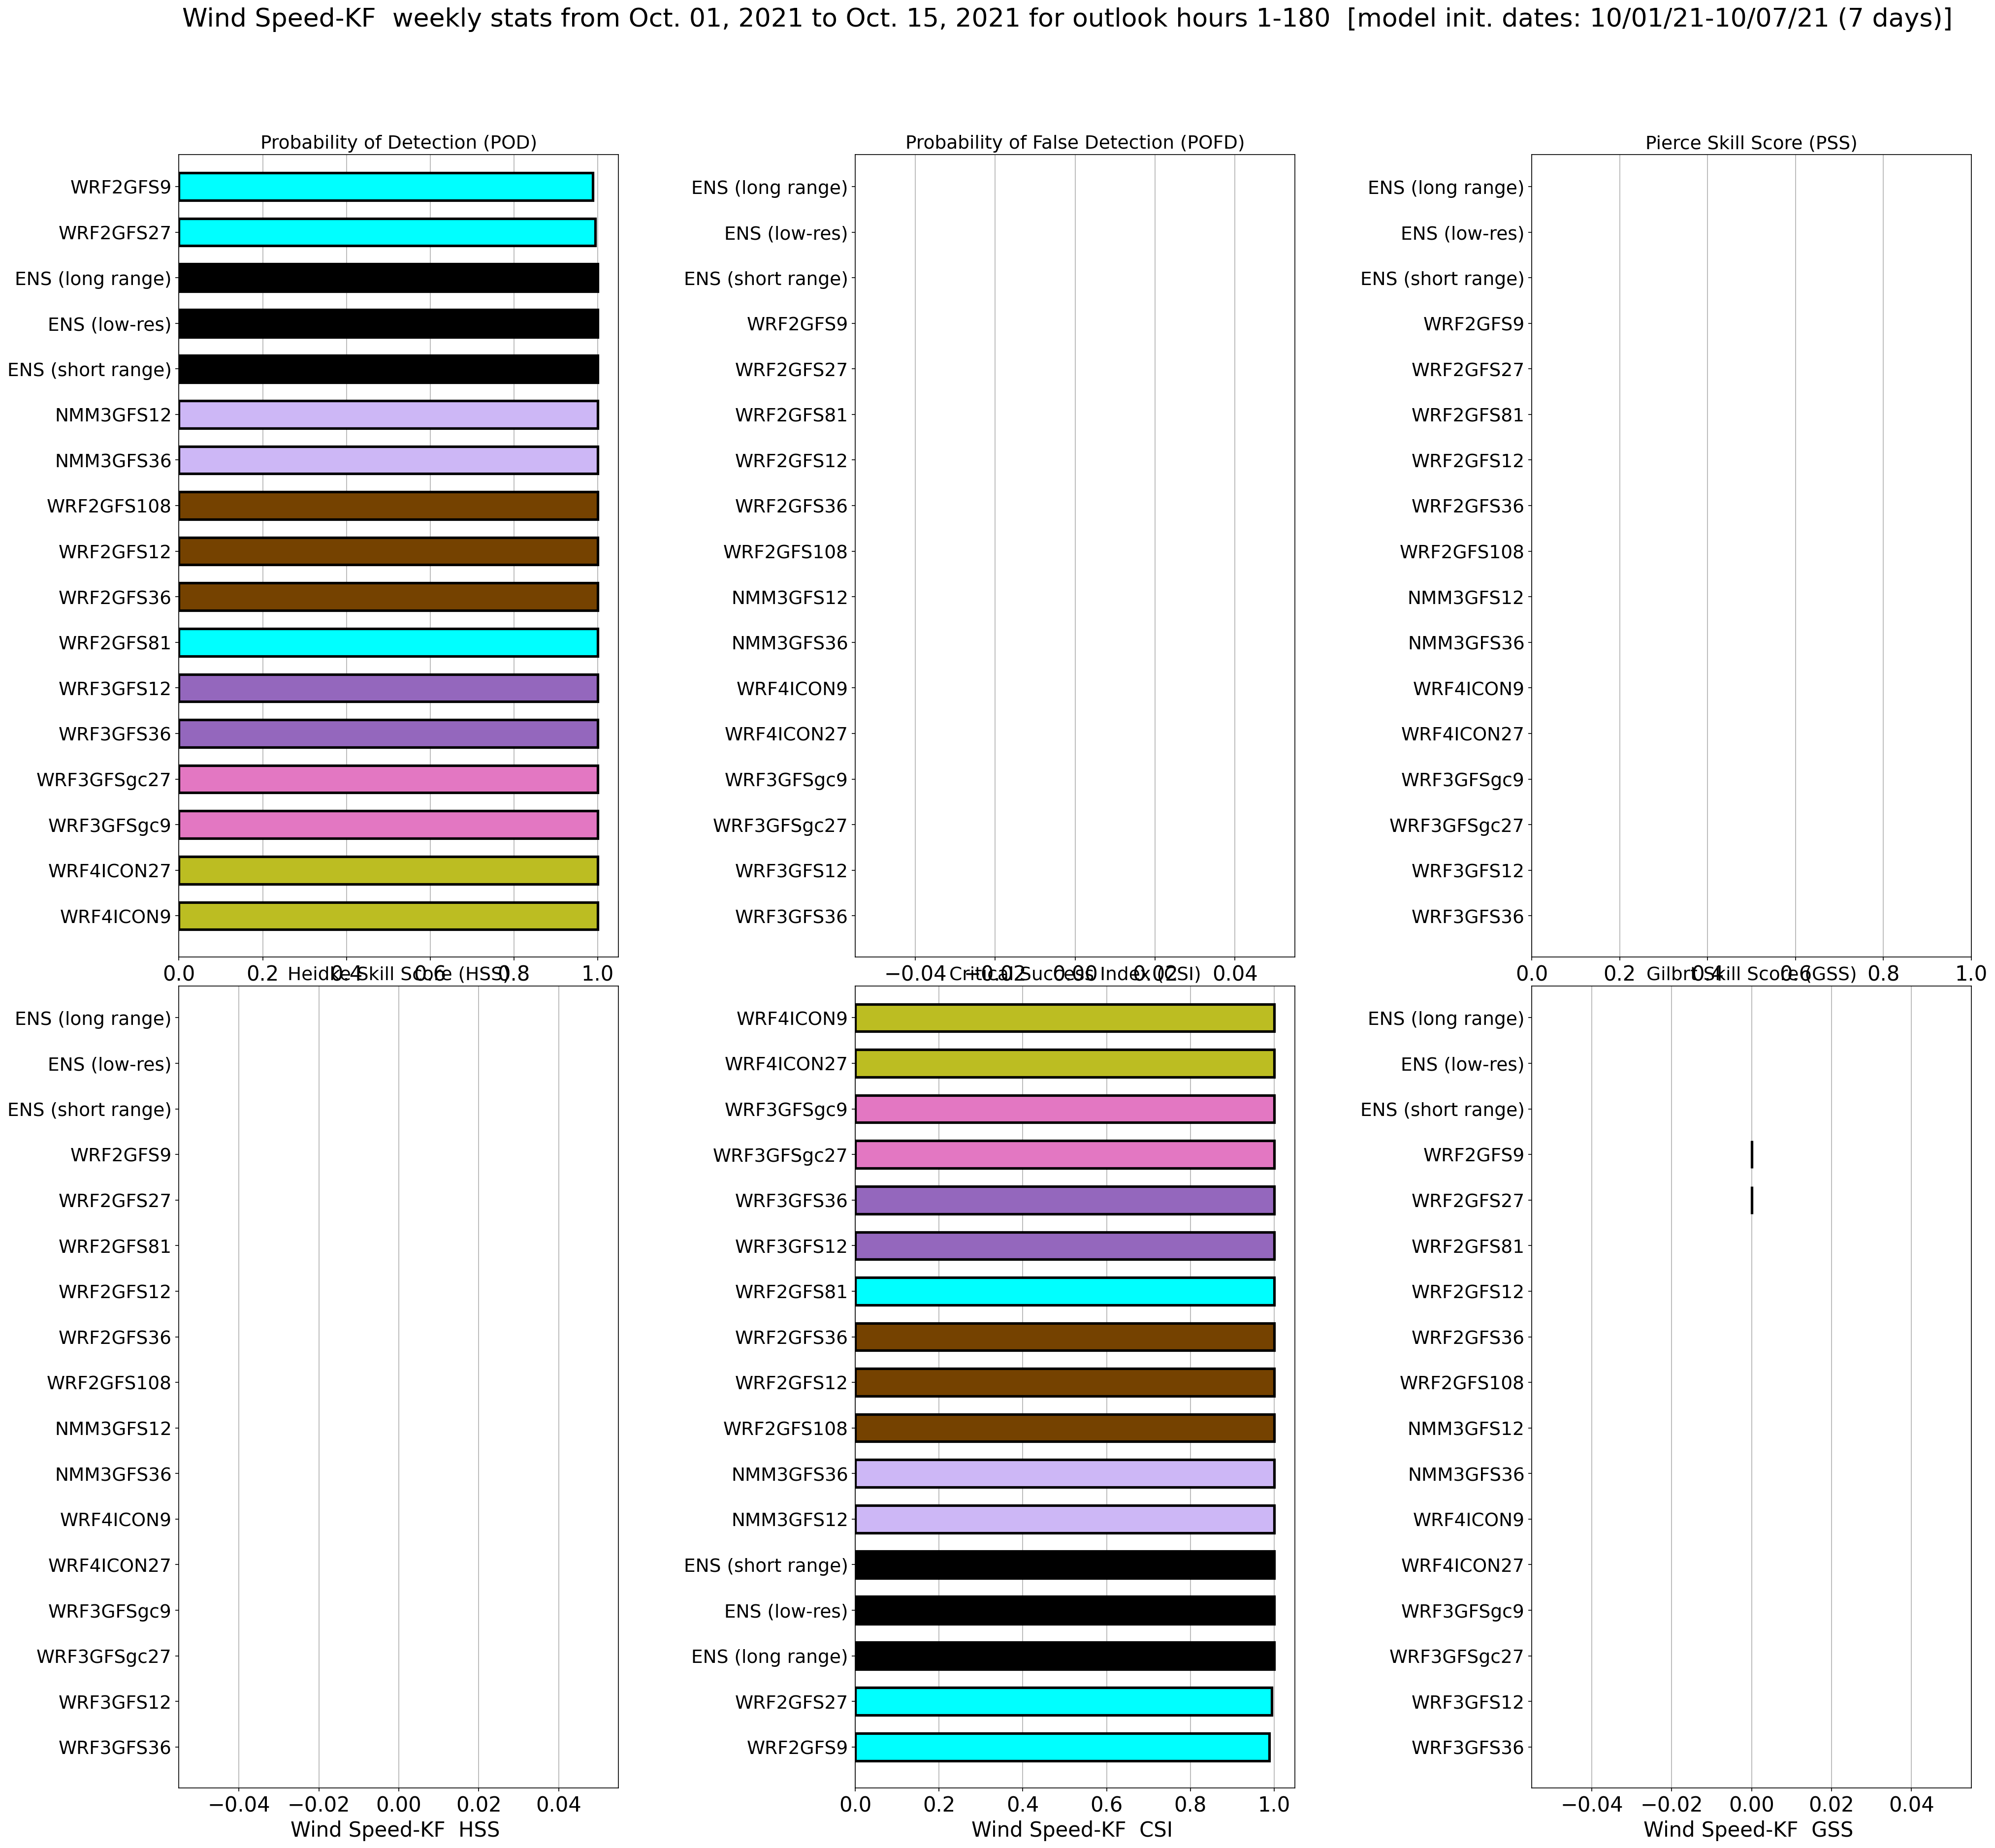 Wind Speed-KF  weekly stats from Oct. 01, 2021 to Oct. 15, 2021 for outlook hours 1-180  [model init. dates: 10/01/21-10/07/21 (7 days)]
Probability of Detection (POD)
WRF2GFS9
WRF2GFS27
ENS (long range)
ENS (low-res)
ENS (short range)
NMM3GFS12
NMM3GFS36
WRF2GFS108
WRF2GFS12
WRF2GFS36
WRF2GFS81
WRF3GFS12
WRF3GFS36
WRF3GFSgc27
WRF3GFSgc9
WRF4ICON27
WRF4ICON9
0.0 0.2 0.4 0.6 0.8 1.0
Probability of False Detection (POFD)
ENS (long range)
ENS (low-res)
ENS (short range)
WRF2GFS9
WRF2GFS27
WRF2GFS81
WRF2GFS12
WRF2GFS36
WRF2GFS108
NMM3GFS12
NMM3GFS36
WRF4ICON9
WRF4ICON27
WRF3GFSgc9
WRF3GFSgc27
WRF3GFS12
WRF3GFS36
−0.04 −0.02 0.00 0.02 0.04
Pierce Skill Score (PSS)
ENS (long range)
ENS (low-res)
ENS (short range)
WRF2GFS9
WRF2GFS27
WRF2GFS81
WRF2GFS12
WRF2GFS36
WRF2GFS108
NMM3GFS12
NMM3GFS36
WRF4ICON9
WRF4ICON27
WRF3GFSgc9
WRF3GFSgc27
WRF3GFS12
WRF3GFS36
0.0 0.2 0.4 0.6 0.8 1.0
Heidke Skill Score (HSS)
ENS (long range)
ENS (low-res)
ENS (short range)
WRF2GFS9
WRF2GFS27
WRF2GFS81
WRF2GFS12
WRF2GFS36
WRF2GFS108
NMM3GFS12
NMM3GFS36
WRF4ICON9
WRF4ICON27
WRF3GFSgc9
WRF3GFSgc27
WRF3GFS12
WRF3GFS36
−0.04 −0.02 0.00 0.02 0.04
Wind Speed-KF  HSS
Critical Success Index (CSI)
WRF4ICON9
WRF4ICON27
WRF3GFSgc9
WRF3GFSgc27
WRF3GFS36
WRF3GFS12
WRF2GFS81
WRF2GFS36
WRF2GFS12
WRF2GFS108
NMM3GFS36
NMM3GFS12
ENS (short range)
ENS (low-res)
ENS (long range)
WRF2GFS27
WRF2GFS9
0.0 0.2 0.4 0.6 0.8 1.0
Wind Speed-KF  CSI
Gilbrt Skill Score (GSS)
ENS (long range)
ENS (low-res)
ENS (short range)
WRF2GFS9
WRF2GFS27
WRF2GFS81
WRF2GFS12
WRF2GFS36
WRF2GFS108
NMM3GFS12
NMM3GFS36
WRF4ICON9
WRF4ICON27
WRF3GFSgc9
WRF3GFSgc27
WRF3GFS12
WRF3GFS36
−0.04 −0.02 0.00 0.02 0.04
Wind Speed-KF  GSS